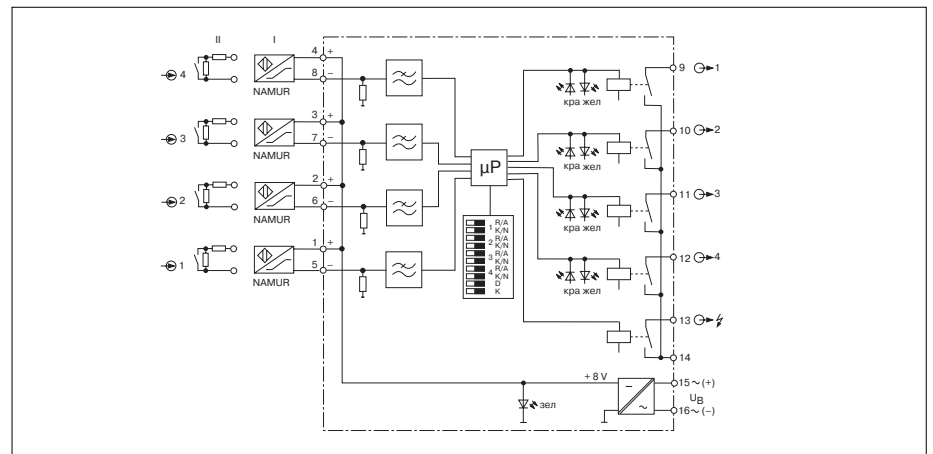 II I
4 +
4
8 −
NAMUR
3 +
3
7 −
NAMUR
2 +
2
6 −
NAMUR
1 +
1
5 −
NAMUR
µP
1 R/A
K/N
2 R/A
K/N
3 R/A
K/N
4 R/A
K/N
D
K
кра жел
9 1
кра жел
10 2
кра жел
11 3
кра жел
12 4
13
14
+ 8 V
− ~
зел
15 ~ (+)
UB
16 ~ (−)